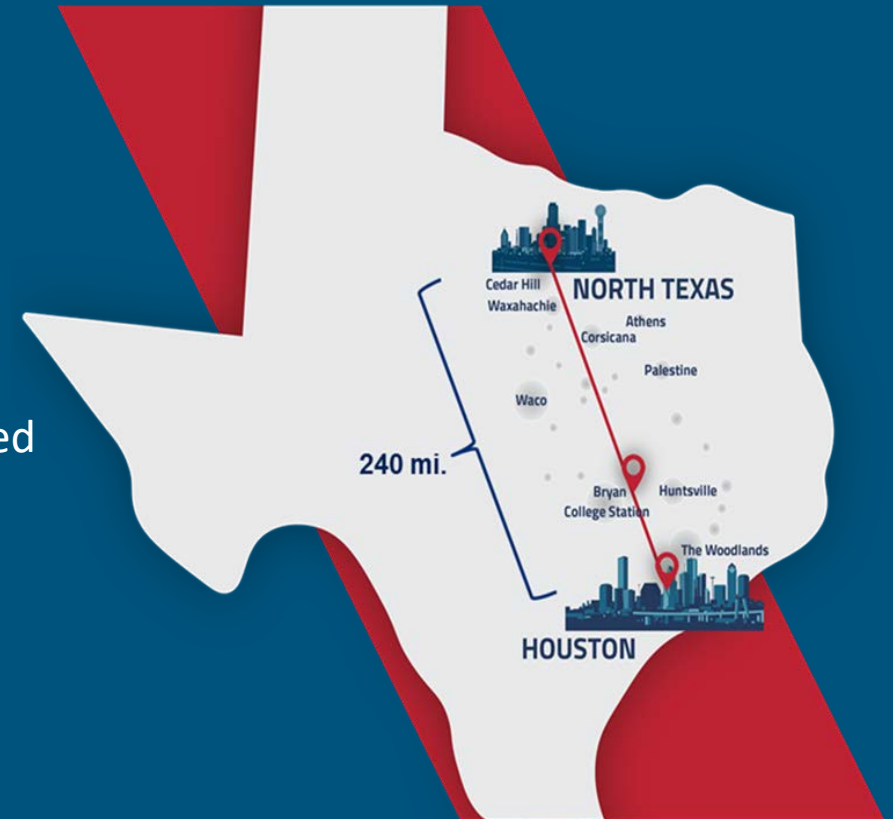 Cedar Hill
NORTH TEXAS
Waxahachie
Athens
Corsicana
Palestine
Waco
ed
240 mi.
Bryan
Huntsville
College Station
The Woodlands
HOUSTON